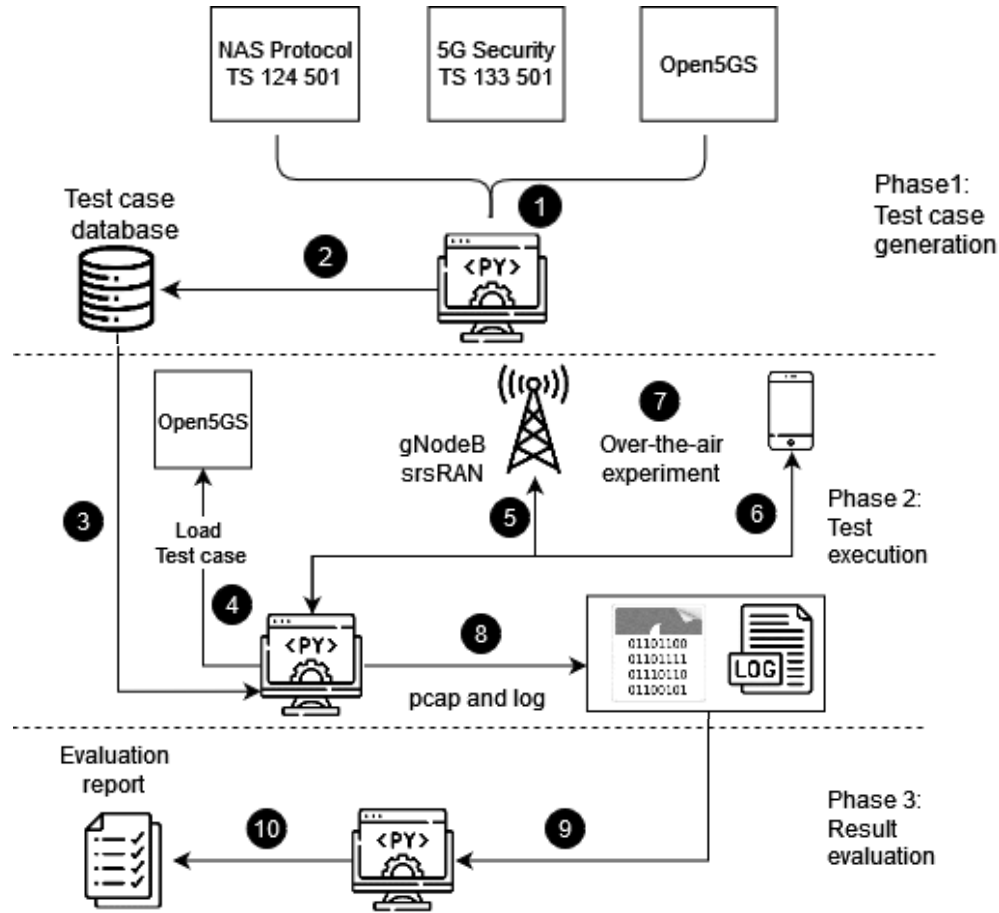 NAS Protocol
TS 124 501
5G Security
TS 133 501
Open5GS
1
Phase1:
Test case
generation
Test case
database
2
<PY>
Open5GS
7
gNodeB
srsRAN
Over-the-air
experiment
3
Load
Test case
5
6
Phase 2:
Test
execution
4
<PY>
8
pcap and log
01101100
01101111
01110110
01100101
LOG
Evaluation
report
10
<PY>
9
Phase 3:
Result
evaluation